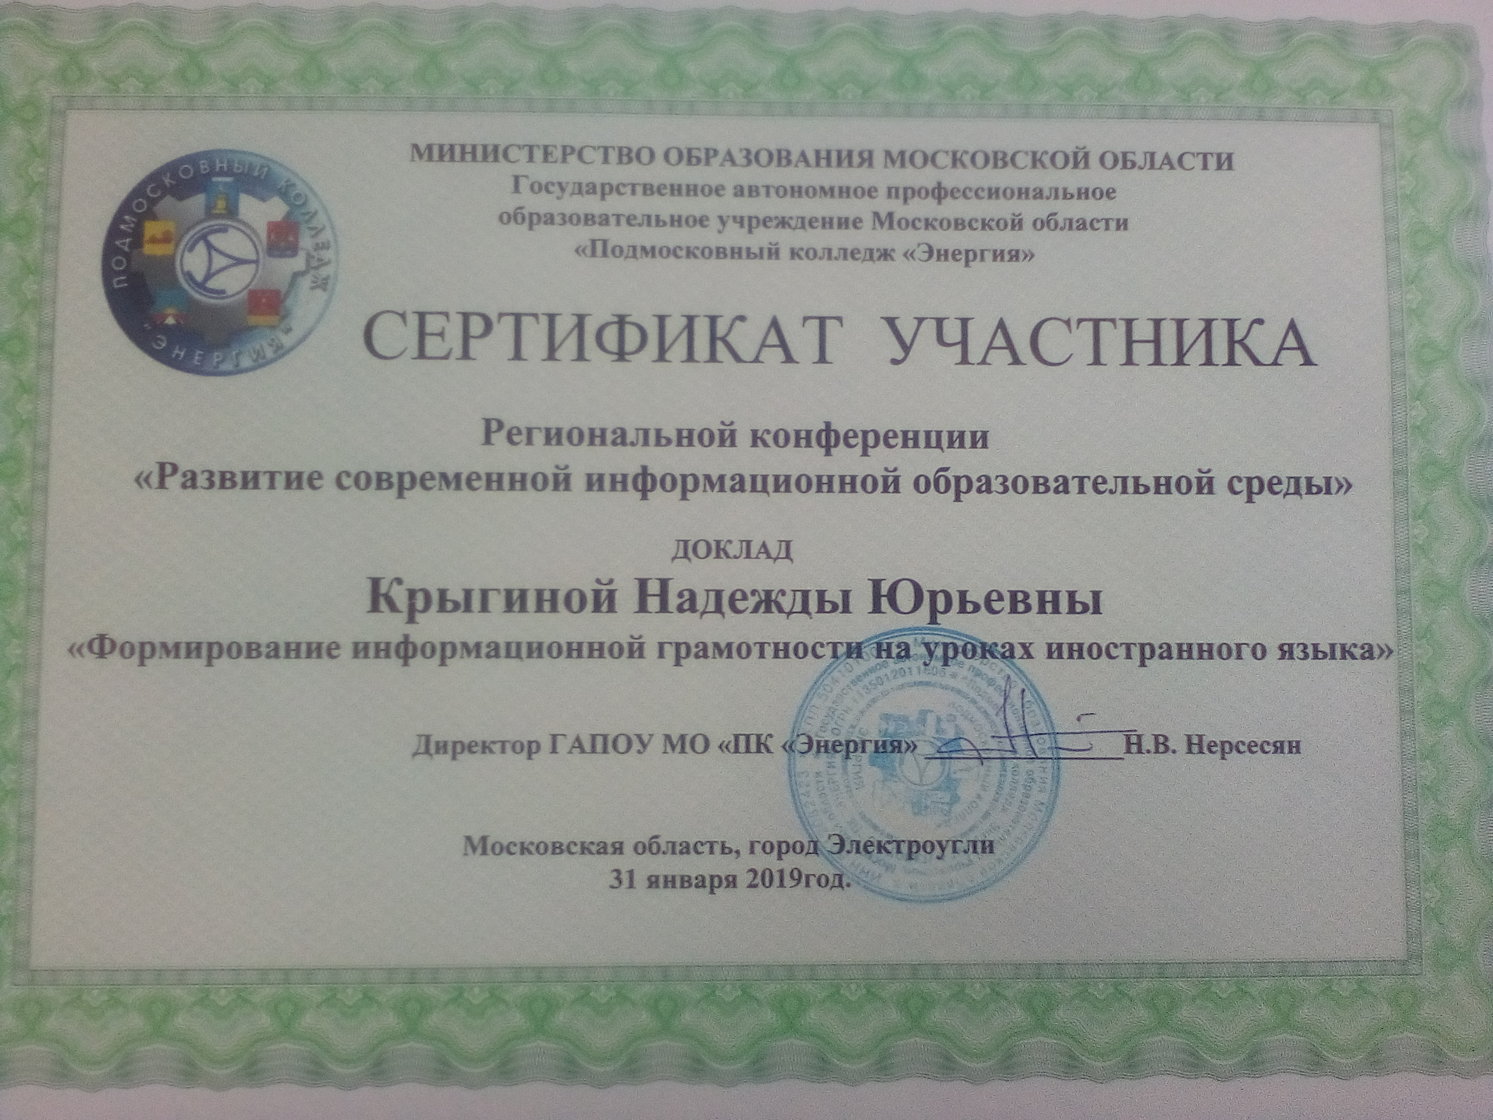 МИНИСТЕРСТВО ОБРАЗОВАНИЯ МОСКОВСКОЙ ОБЛАСТИ
Государственное автономное профессиональное
образовательное учреждение Московской области
«Подмосковный колледж «Энергия»
ПОДМОСКОВНЫЙ КОЛЛЕДЖ
"ЭНЕРГИЯ"
СЕРТИФИКАТ УЧАСТНИКА
Региональной конференции
«Развитие современной информационной образовательной среды»
ДОКЛАД
Крыгиной Надежды Юрьевны
«Формирование информационной грамотности на уроках иностранного языка»
Директор ГАПОУ МО «ПК «Энергия» Н.В. Нерсесян
Московская область, город Электроугли
31 января 2019год.